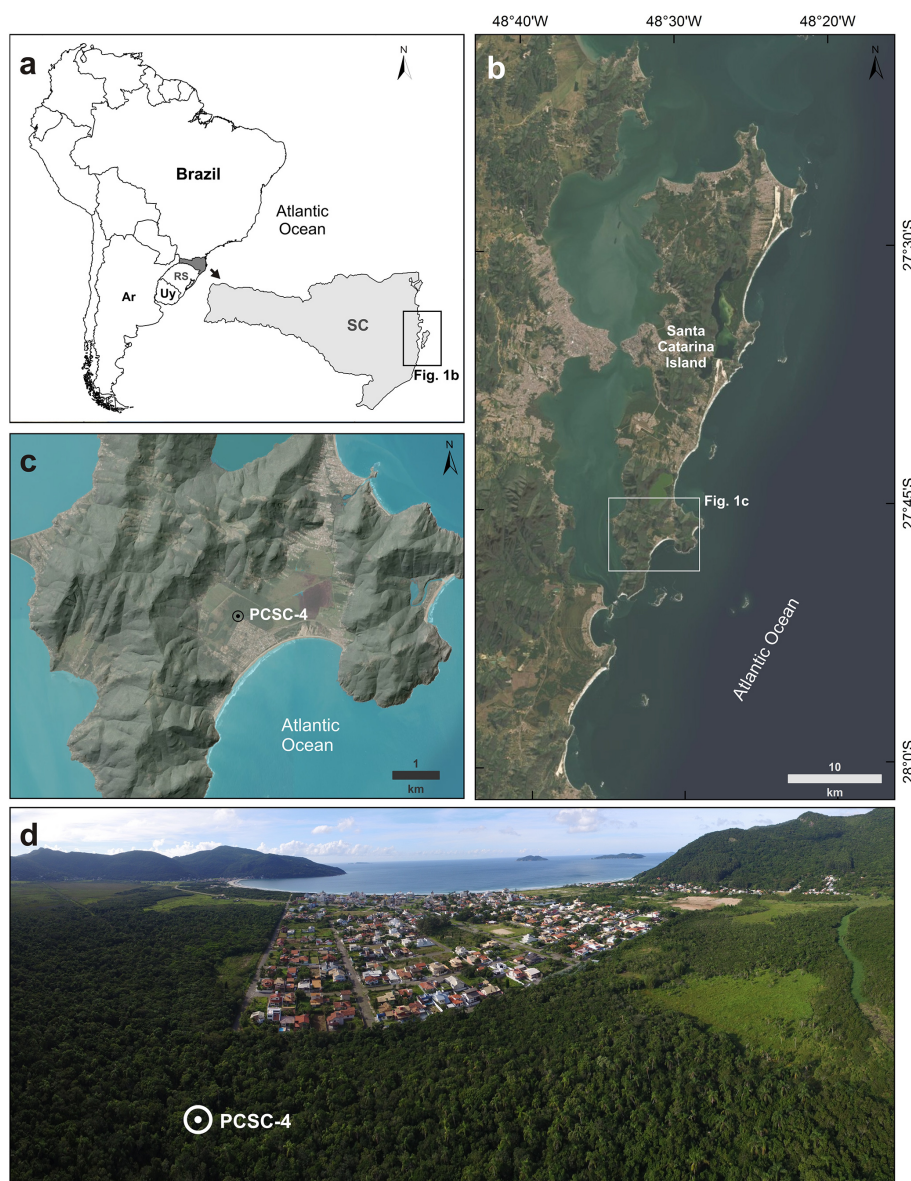 48°40'W 48°30'W 48°20'W
a
N
Brazil
Atlantic
Ocean
RS
Ar
Uy
SC
Fig. 1b
b
N
27°30'S
Santa
Catarina
Island
27°45'S
Fig. 1c
Atlantic Ocean
28°0'S
10
km
c
N
PCSC-4
Atlantic
Ocean
1
km
d
PCSC-4